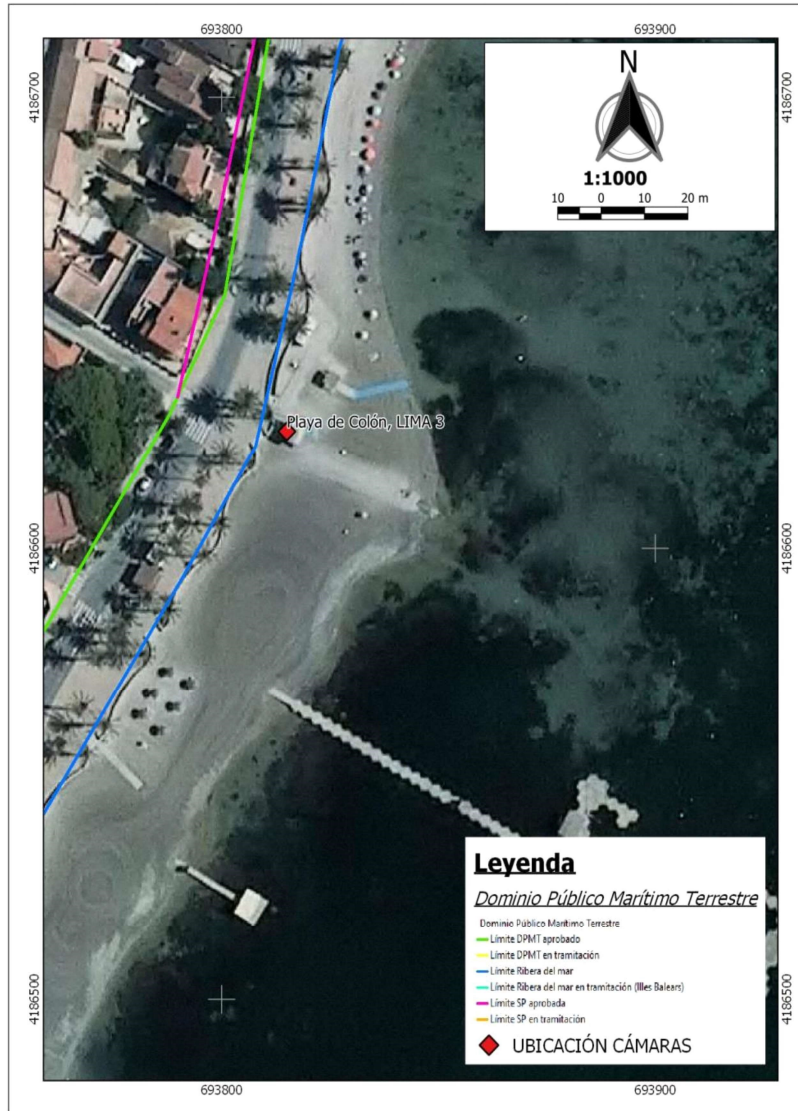 693800
693900
4186700
4186700
N
1:1000
10 0 10 20 m
Playa de Colón, LIMA 3
4186600
4186600
Leyenda
Dominio Público Marítimo Terrestre
Dominio Público Marítimo Terrestre
Límite DPMT aprobado
Límite DPMT en tramitación
Límite Ribera del mar
Límite Ribera del mar en tramitación (Illes Balears)
Límite SP aprobada
Límite SP en tramitación
UBICACIÓN CÁMARAS
4186500
4186500
693800
693900